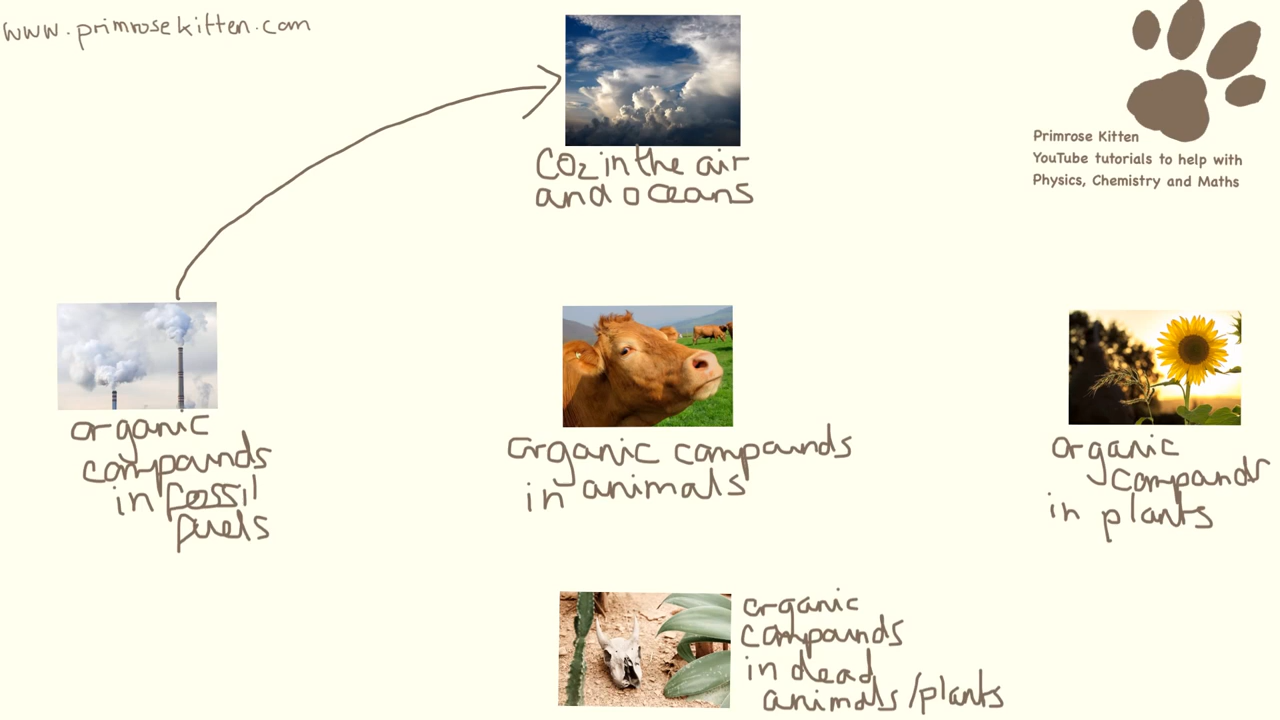 www.primrosekitten.com
Primrose Kitten
YouTube tutorials to help with
Physics, Chemistry and Maths
CO2 in the air
and oceans
organic
compounds
in fossil
fuels
organic compounds
in animals
organic
compounds
in plants
organic
compounds
in dead
animals/plants